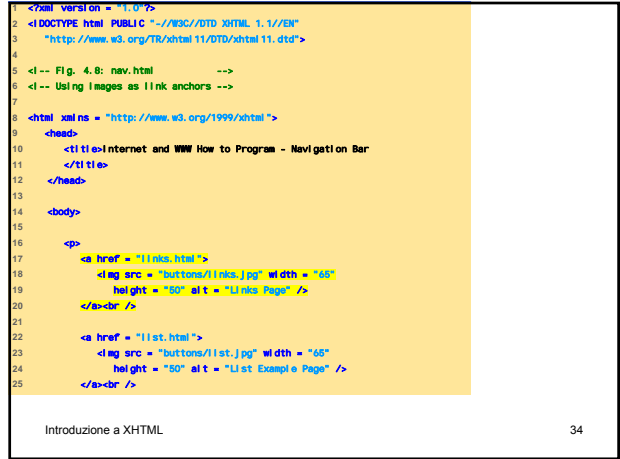 1 <?xml version = "1.0"?>
2 <!DOCTYPE html PUBLIC "-//W3C//DTD XHTML 1.1//EN"
3 "http://www.w3.org/TR/xhtml11/DTD/xhtml11.dtd">
4
5 <!-- Fig. 4.8: nav.html -->
6 <!-- Using images as link anchors -->
7
8 <html xmlns = "http://www.w3.org/1999/xhtml">
9 <head>
10 <title>Internet and WWW How to Program - Navigation Bar
11 </title>
12 </head>
13
14 <body>
15
16 <p>
17 <a href = "links.html">
18 <img src = "buttons/links.jpg" width = "65"
19 height = "50" alt = "Links Page" />
20 </a><br />
21
22 <a href = "list.html">
23 <img src = "buttons/list.jpg" width = "65"
24 height = "50" alt = "List Example Page" />
25 </a><br />
Introduzione a XHTML 34